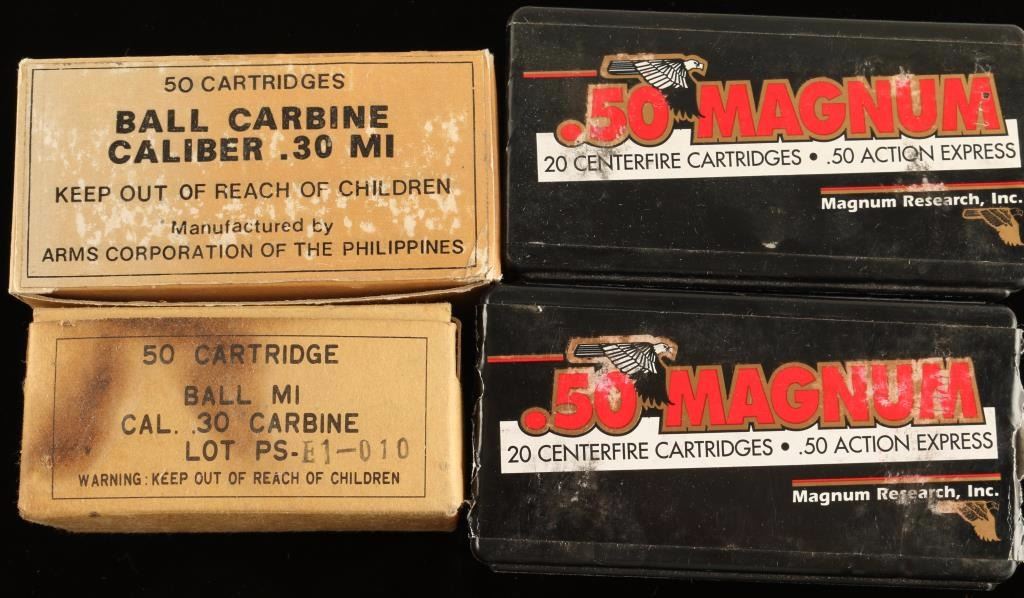 50 CARTRIDGES
BALL CARBINE
CALIBER .30 MI
KEEP OUT OF REACH OF CHILDREN
Manufactured by
ARMS CORPORATION OF THE PHILIPPINES
50 CARTRIDGE
BALL MI
CAL. .30 CARBINE
LOT PS-E1-010
WARNING: KEEP OUT OF REACH OF CHILDREN
.50 MAGNUM
20 CENTERFIRE CARTRIDGES • .50 ACTION EXPRESS
Magnum Research, Inc.
.50 MAGNUM
20 CENTERFIRE CARTRIDGES • .50 ACTION EXPRESS
Magnum Research, Inc.